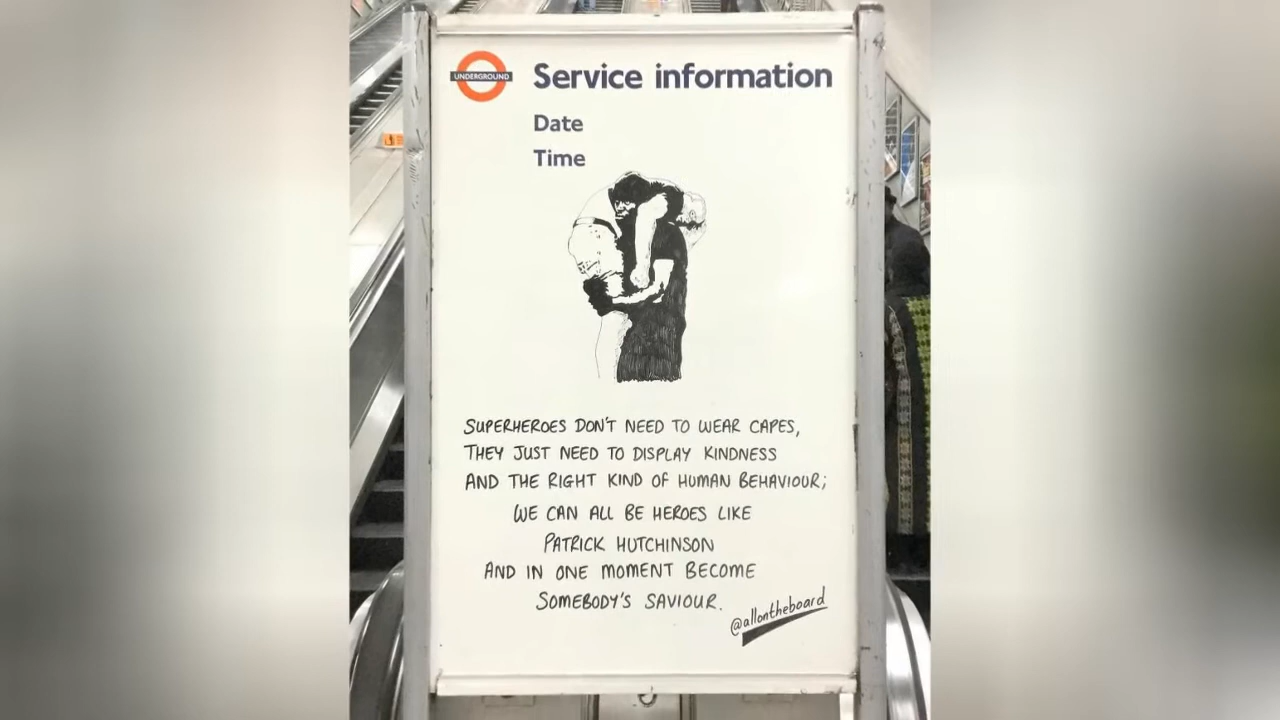 UNDERGROUND
Service information
Date
Time
SUPERHEROES DON'T NEED TO WEAR CAPES,
THEY JUST NEED TO DISPLAY KINDNESS
AND THE RIGHT KIND OF HUMAN BEHAVIOUR;
WE CAN ALL BE HEROES LIKE
PATRICK HUTCHINSON
AND IN ONE MOMENT BECOME
SOMEBODY'S SAVIOUR.
@allontheboard